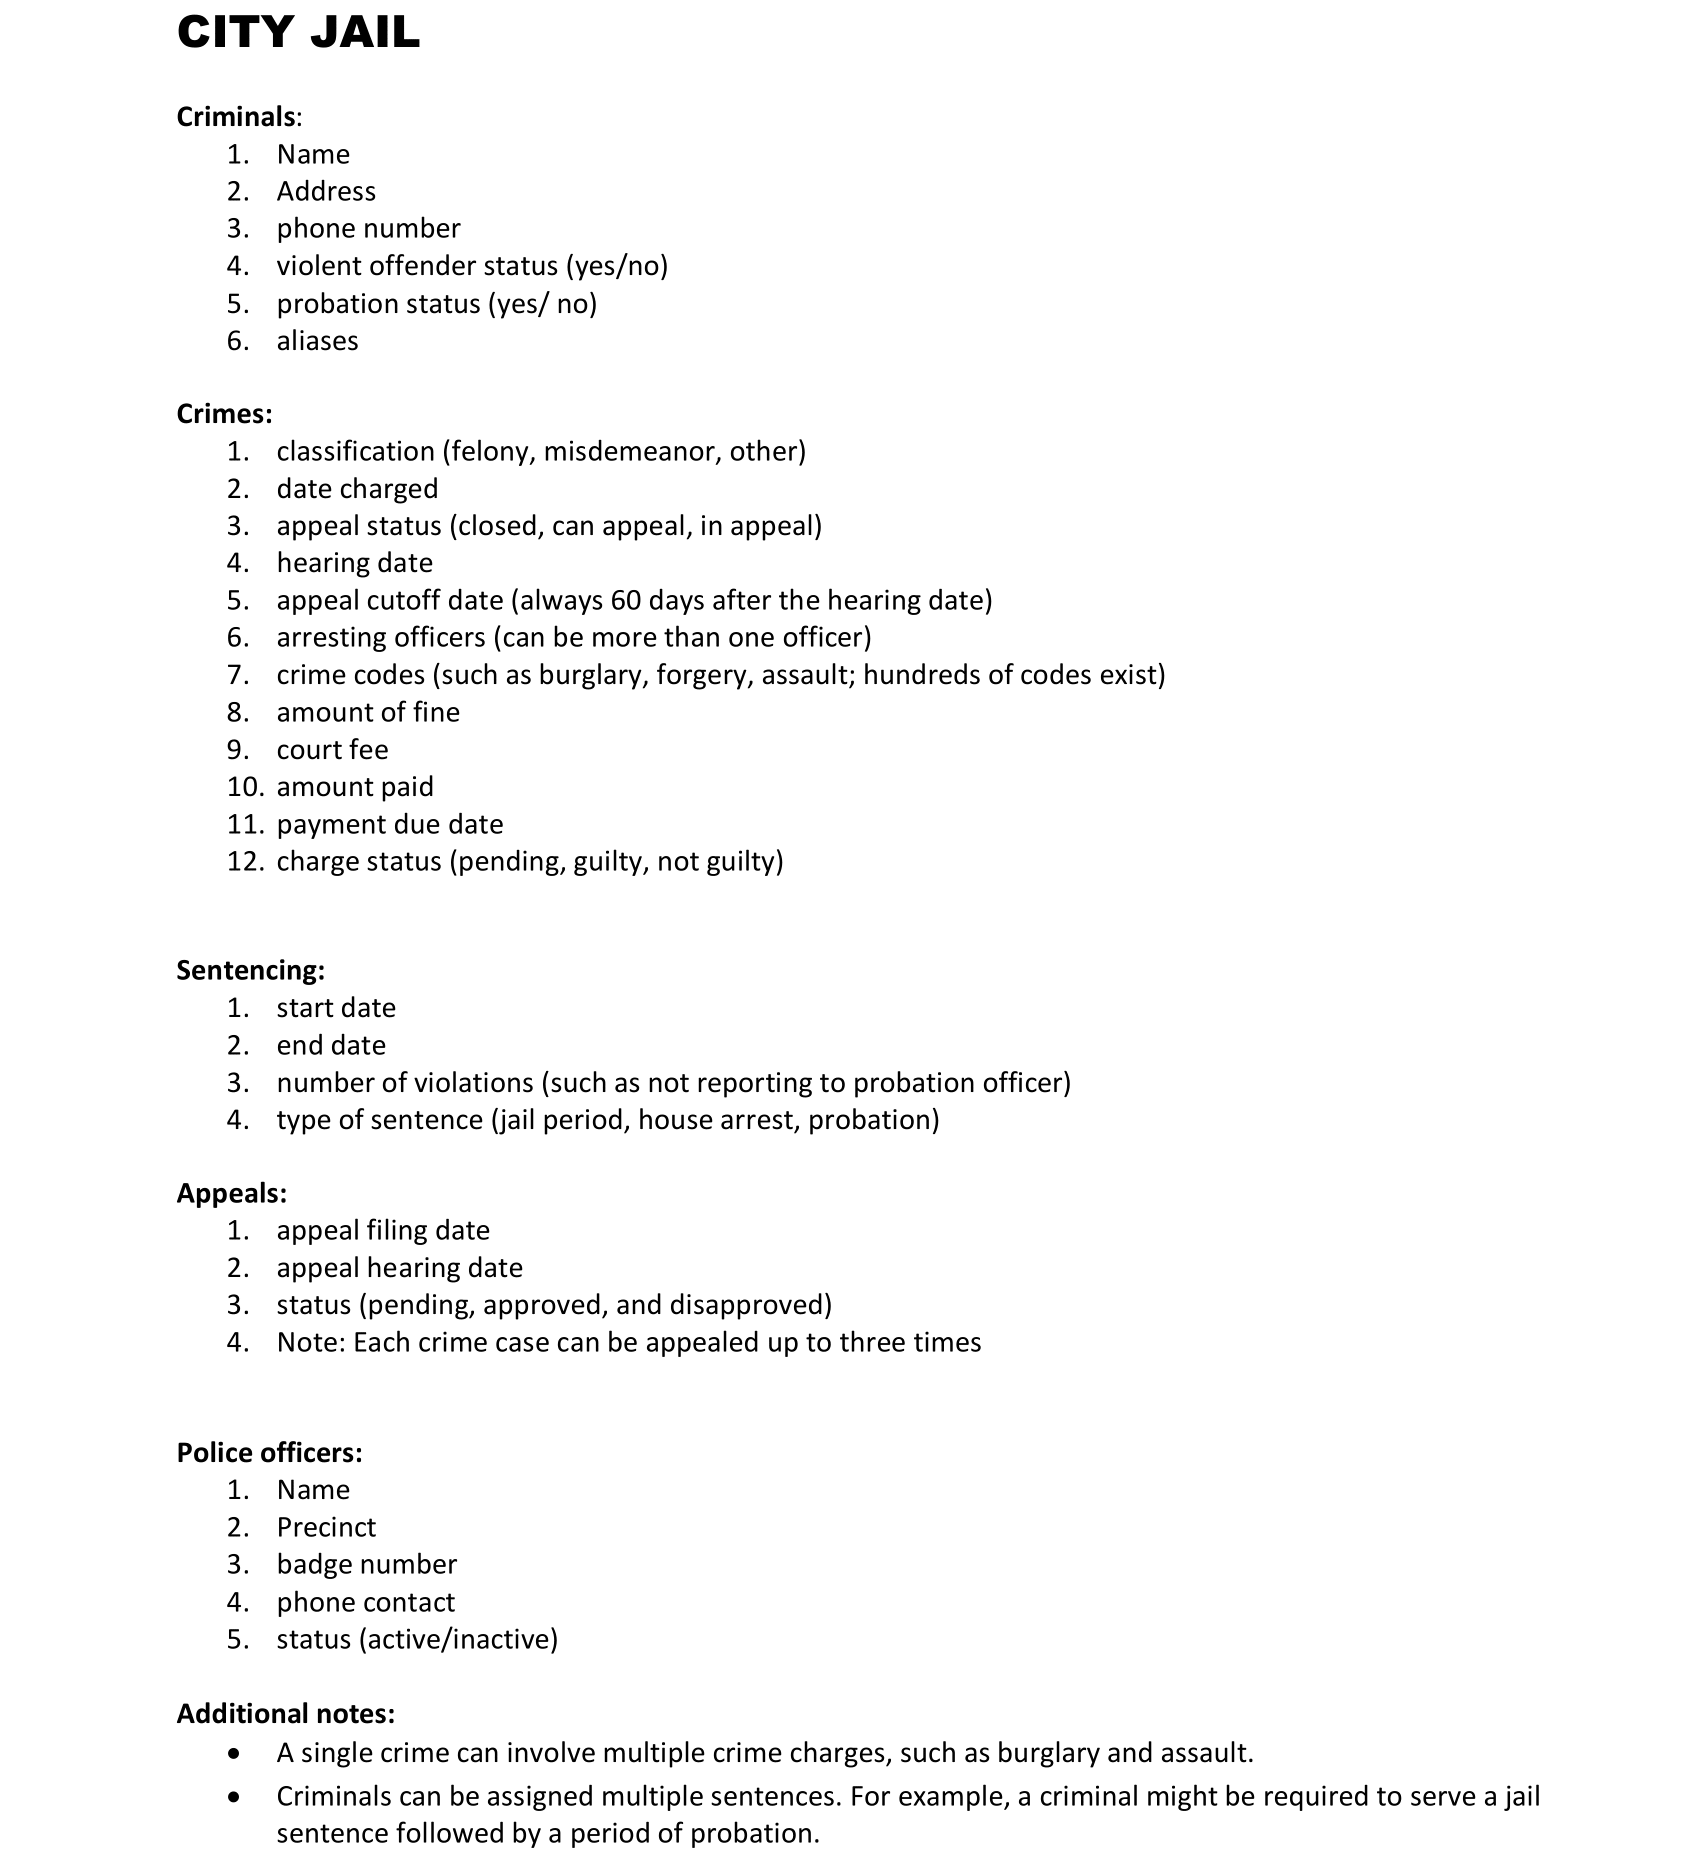 CITY JAIL
Criminals:
1. Name
2. Address
3. phone number
4. violent offender status (yes/no)
5. probation status (yes/ no)
6. aliases
Crimes:
1. classification (felony, misdemeanor, other)
2. date charged
3. appeal status (closed, can appeal, in appeal)
4. hearing date
5. appeal cutoff date (always 60 days after the hearing date)
6. arresting officers (can be more than one officer)
7. crime codes (such as burglary, forgery, assault; hundreds of codes exist)
8. amount of fine
9. court fee
10. amount paid
11. payment due date
12. charge status (pending, guilty, not guilty)
Sentencing:
1. start date
2. end date
3. number of violations (such as not reporting to probation officer)
4. type of sentence (jail period, house arrest, probation)
Appeals:
1. appeal filing date
2. appeal hearing date
3. status (pending, approved, and disapproved)
4. Note: Each crime case can be appealed up to three times
Police officers:
1. Name
2. Precinct
3. badge number
4. phone contact
5. status (active/inactive)
Additional notes:
• A single crime can involve multiple crime charges, such as burglary and assault.
• Criminals can be assigned multiple sentences. For example, a criminal might be required to serve a jail
sentence followed by a period of probation.